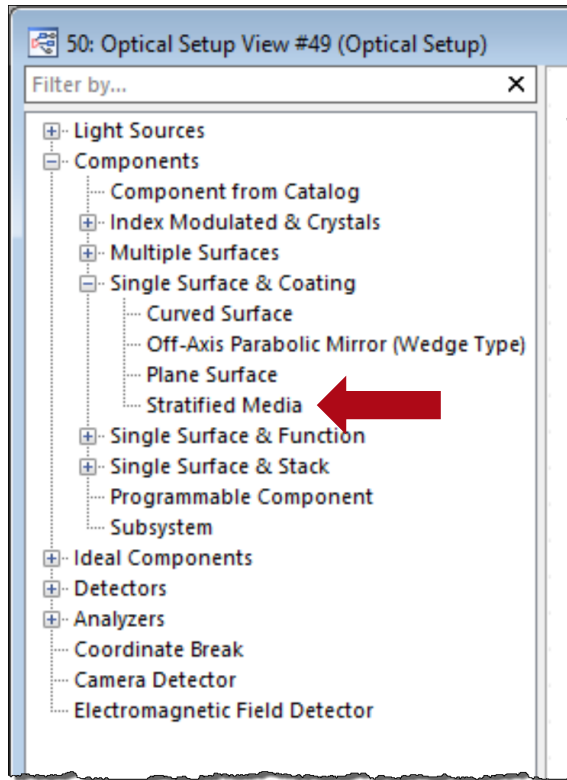 50: Optical Setup View #49 (Optical Setup)
Filter by...
Light Sources
Components
Component from Catalog
Index Modulated & Crystals
Multiple Surfaces
Single Surface & Coating
Curved Surface
Off-Axis Parabolic Mirror (Wedge Type)
Plane Surface
Stratified Media
Single Surface & Function
Single Surface & Stack
Programmable Component
Subsystem
Ideal Components
Detectors
Analyzers
Coordinate Break
Camera Detector
Electromagnetic Field Detector